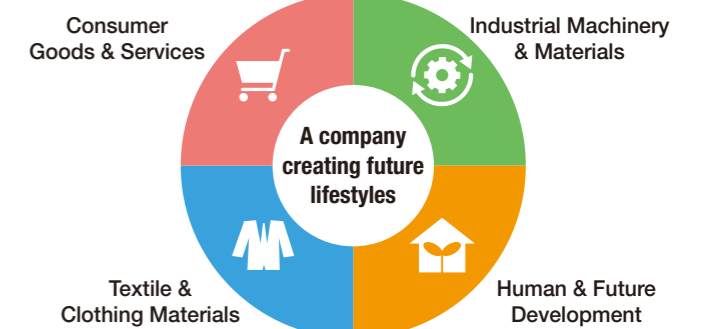 Consumer
Goods & Services
Industrial Machinery
& Materials
A company
creating future
lifestyles
Textile &
Clothing Materials
Human & Future
Development